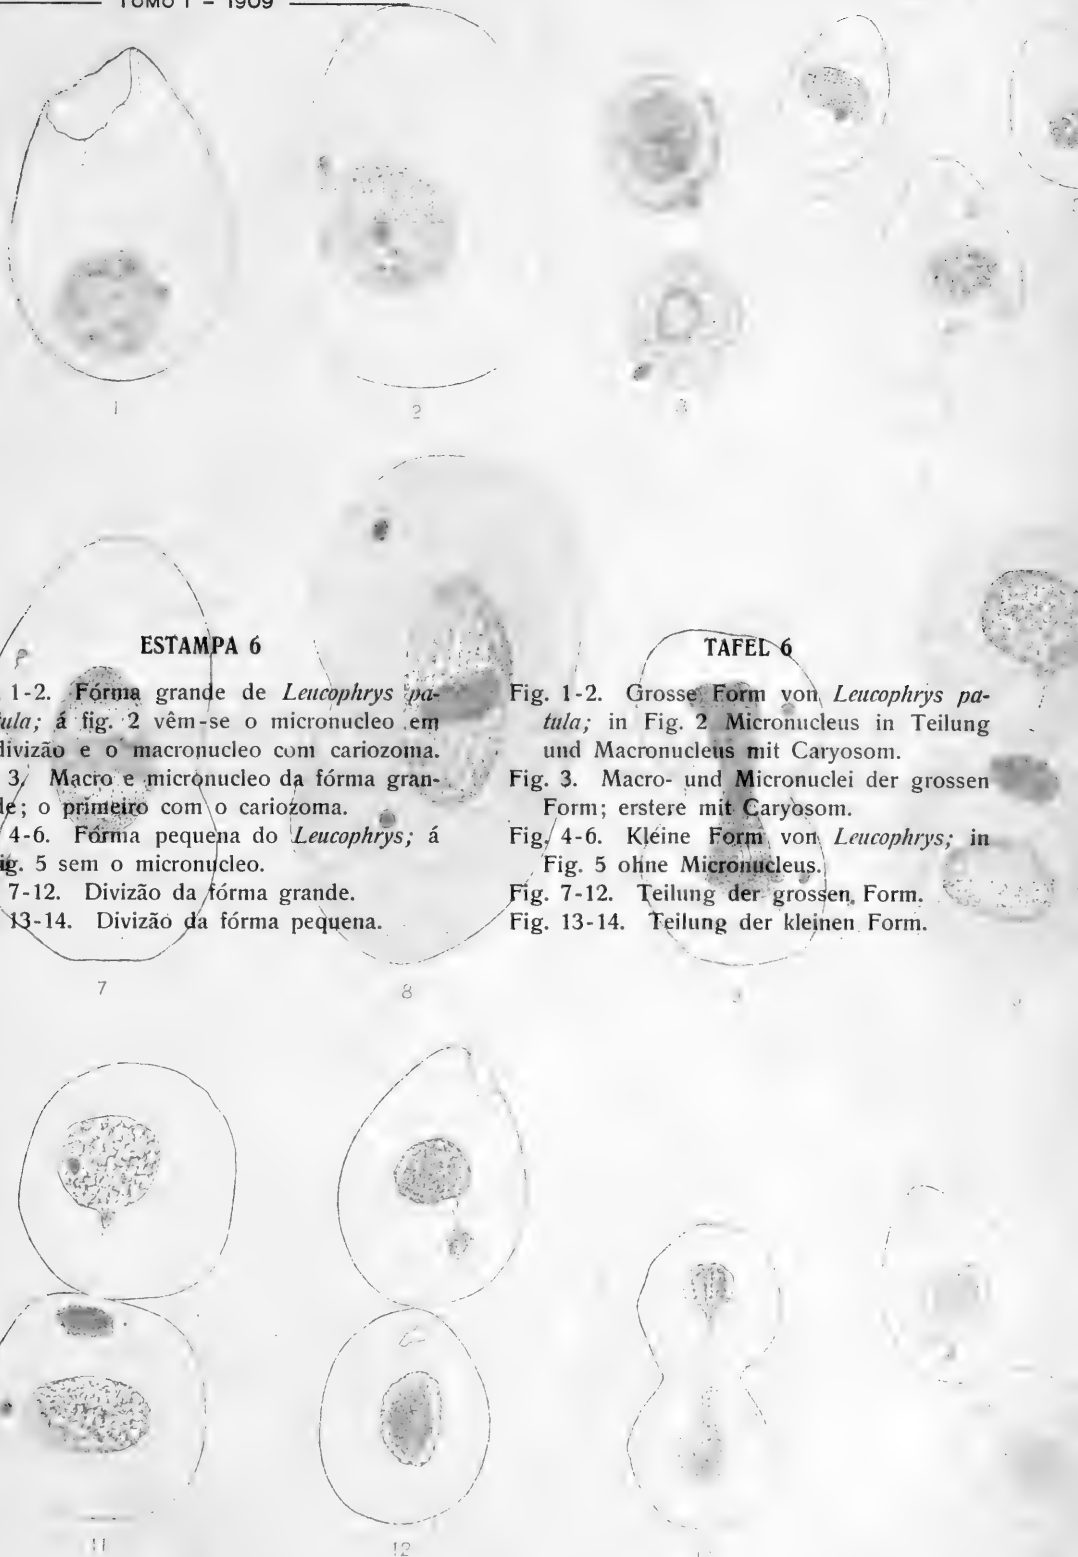 TOMO I - 1909
1
2
3
ESTAMPA 6
1-2. Fórma grande de Leucophrys pa-
tula; á fig. 2 vêm-se o micronucleo em
divizão e o macronucleo com cariozoma.
3. Macro e micronucleo da fórma gran-
de; o primeiro com o cariozoma.
4-6. Fórma pequena do Leucophrys; á
fig. 5 sem o micronucleo.
7-12. Divizão da fórma grande.
13-14. Divizão da fórma pequena.
TAFEL 6
Fig. 1-2. Grosse Form von Leucophrys pa-
tula; in Fig. 2 Micronucleus in Teilung
und Macronucleus mit Caryosom.
Fig. 3. Macro- und Micronuclei der grossen
Form; erstere mit Caryosom.
Fig. 4-6. Kleine Form von Leucophrys; in
Fig. 5 ohne Micronucleus.
Fig. 7-12. Teilung der grossen Form.
Fig. 13-14. Teilung der kleinen Form.
7
8
11
12